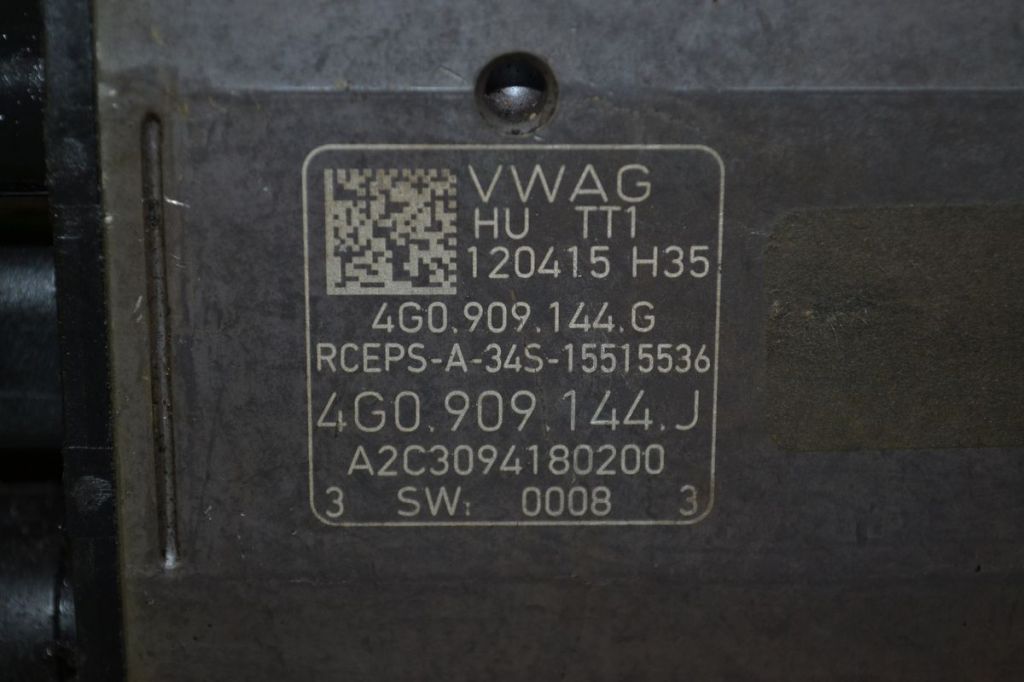 VWAG
HU TT1
120415 H35
4G0.909.144.G
RCEPS-A-34S-15515536
4G0.909.144.J
A2C3094180200
3 SW: 0008 3